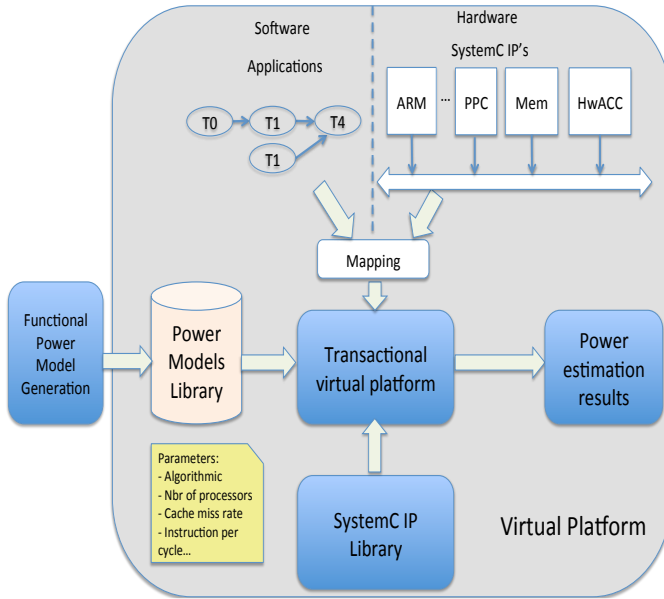 Software
Hardware
Applications
SystemC IP's
ARM
...
PPC
Mem
HwACC
T0
T1
T4
T1
Mapping
Functional
Power
Model
Generation
Power
Models
Library
Transactional
virtual platform
Power
estimation
results
Parameters:
- Algorithmic
- Nbr of processors
- Cache miss rate
- Instruction per
cycle...
SystemC IP
Library
Virtual Platform